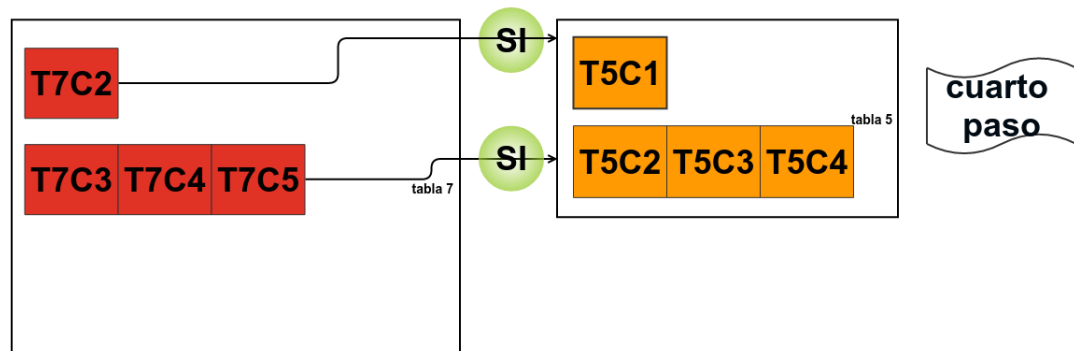 T7C2
SI
T5C1
T7C3 T7C4 T7C5
tabla 7
SI
T5C2 T5C3 T5C4
tabla 5
cuarto
paso